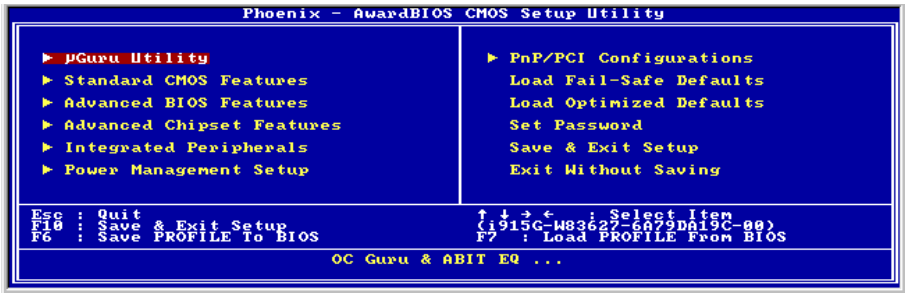 Phoenix - AwardBIOS CMOS Setup Utility
► µGuru Utility
► Standard CMOS Features
► Advanced BIOS Features
► Advanced Chipset Features
► Integrated Peripherals
► Power Management Setup
► PnP/PCI Configurations
Load Fail-Safe Defaults
Load Optimized Defaults
Set Password
Save & Exit Setup
Exit Without Saving
Esc : Quit
F10 : Save & Exit Setup
F6 : Save PROFILE To BIOS
↑ ↓ → ← : Select Item
(i915G-W83627-6A79DA19C-00)
F7 : Load PROFILE From BIOS
OC Guru & ABIT EQ ...